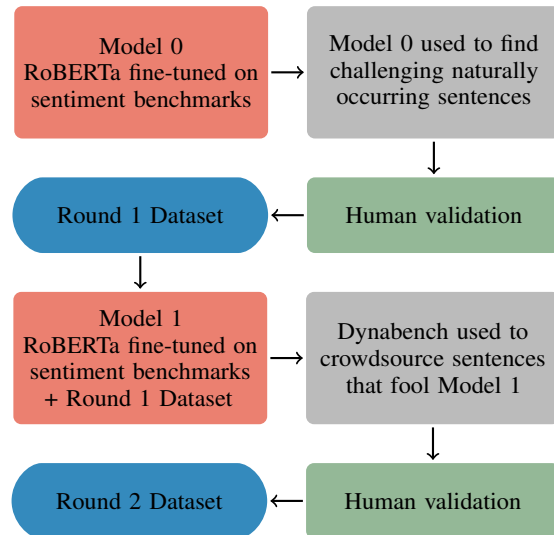 Model 0
RoBERTa fine-tuned on
sentiment benchmarks
Model 0 used to find
challenging naturally
occurring sentences
Round 1 Dataset
Human validation
Model 1
RoBERTa fine-tuned on
sentiment benchmarks
+ Round 1 Dataset
Dynabench used to
crowdsource sentences
that fool Model 1
Round 2 Dataset
Human validation